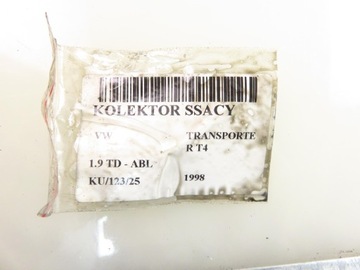 KOLEKTOR SSACY
VW TRANSPORTE
R T4
1.9 TD - ABL
KU/123/25 1998